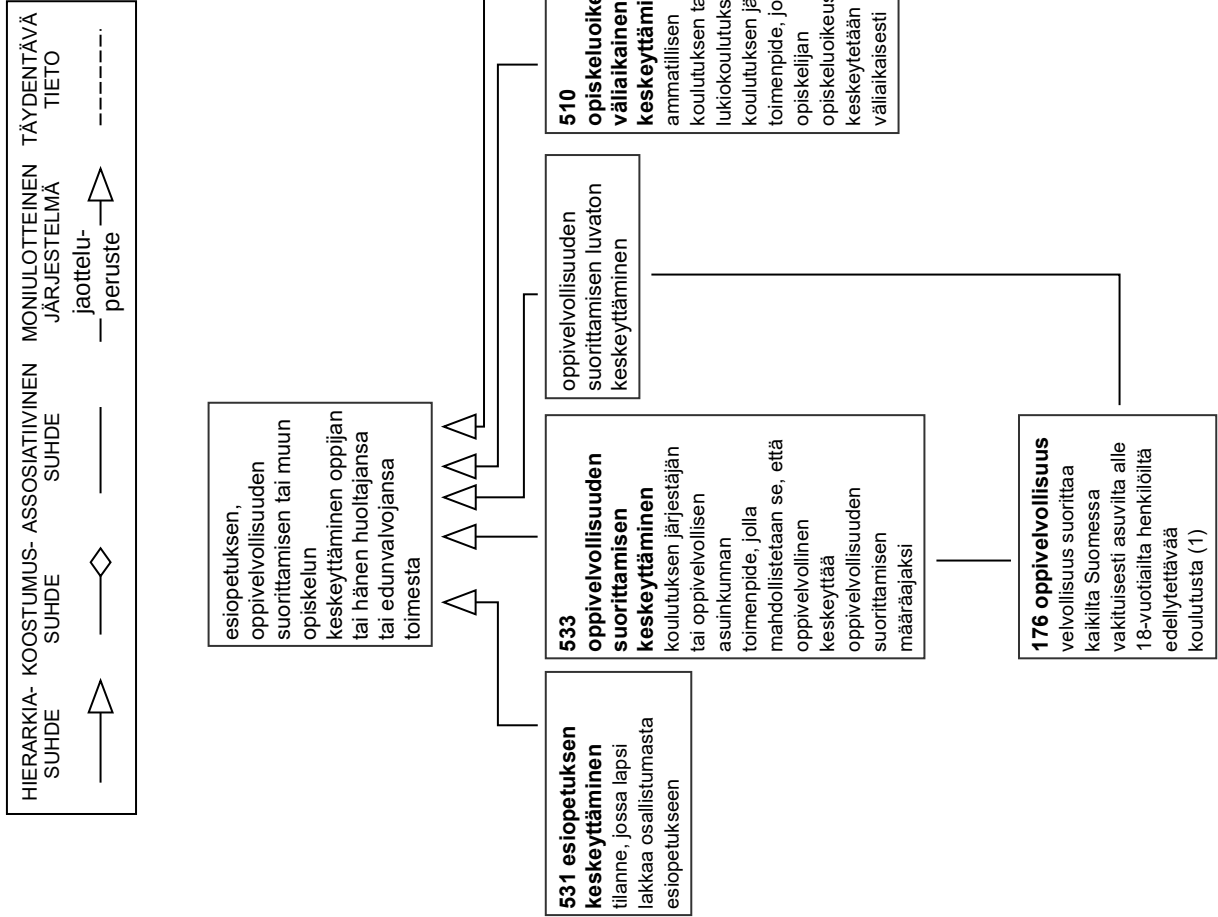 HIERARKIA-
SUHDE
KOOSTUMUS-
SUHDE
ASSOSIATIIVINEN
SUHDE
MONIULOTTEINEN
JÄRJESTELMÄ
jaottelu-
peruste
TÄYDENTÄVÄ
TIETO
esiopetuksen,
oppivelvollisuuden
suorittamisen tai muun
opiskelun
keskeyttäminen oppijan
tai hänen huoltajansa
tai edunvalvojansa
toimesta
531 esiopetuksen
keskeyttäminen
tilanne, jossa lapsi
lakkaa osallistumasta
esiopetukseen
533
oppivelvollisuuden
suorittamisen
keskeyttäminen
koulutuksen järjestäjän
tai oppivelvollisen
asuinkunnan
toimenpide, jolla
mahdollistetaan se, että
oppivelvollinen
keskeyttää
oppivelvollisuuden
suorittamisen
määräajaksi
oppivelvollisuuden
suorittamisen luvaton
keskeyttäminen
510
väliaikainen
ammatillisen
koulutuksen
koulutuksen
toimenpide,
opiskelijan
keskeytetään
väliaikaisesti
176 oppivelvollisuus
velvollisuus suorittaa
kaikilta Suomessa
vakituisesti asuvilta alle
18-vuotiailta henkilöiltä
edellytettävää
koulutusta (1)